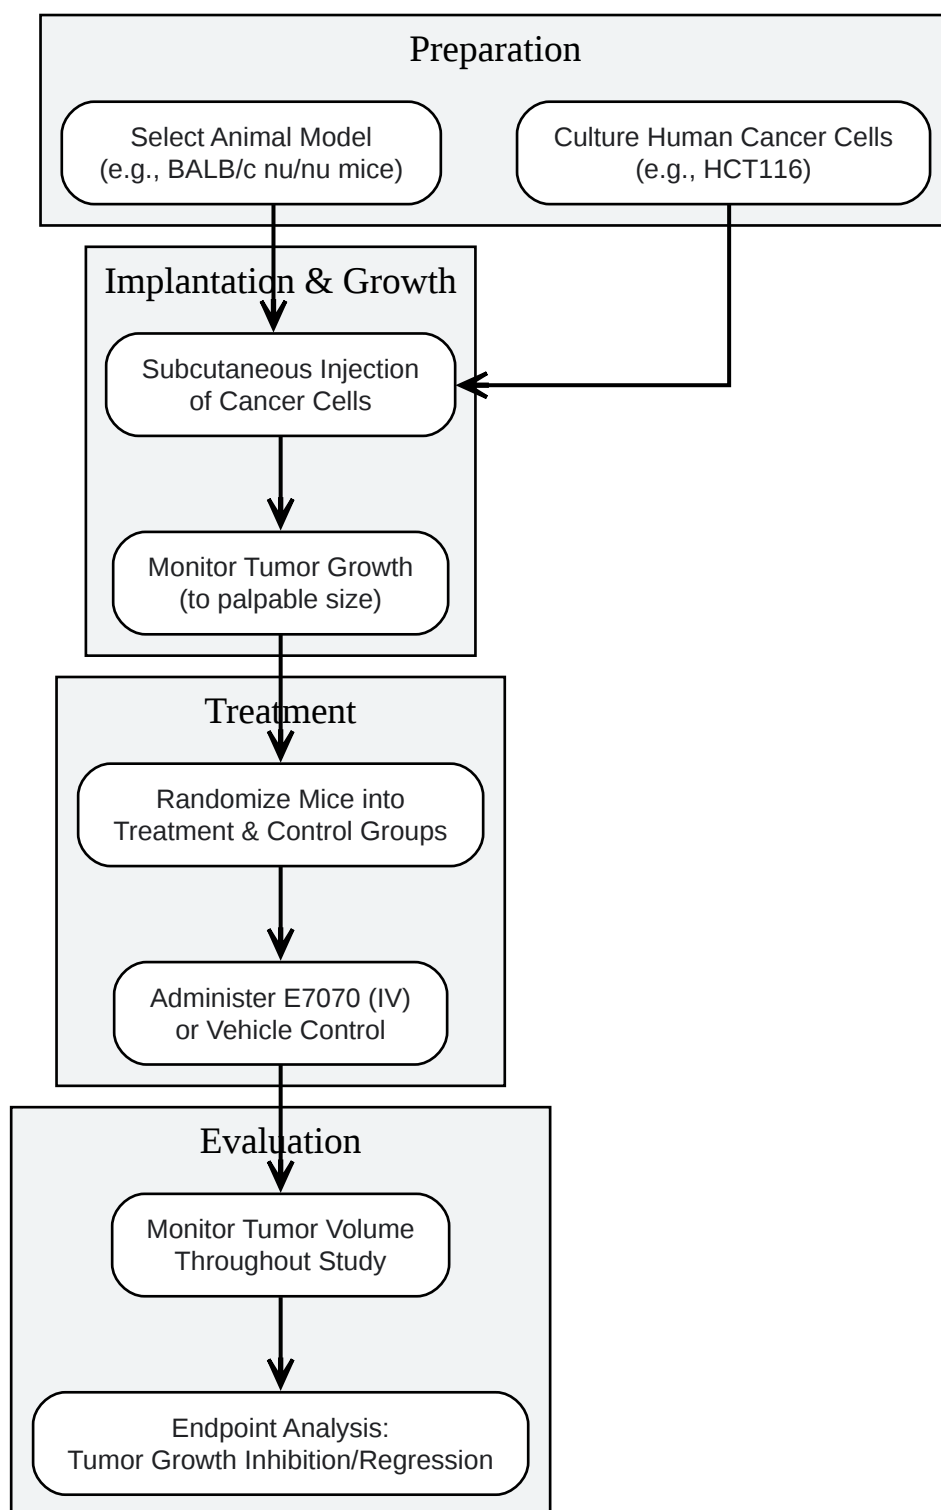 Preparation
Select Animal Model
(e.g., BALB/c nu/nu mice)
Culture Human Cancer Cells
(e.g., HCT116)
Implantation & Growth
Subcutaneous Injection
of Cancer Cells
Monitor Tumor Growth
(to palpable size)
Treatment
Randomize Mice into
Treatment & Control Groups
Administer E7070 (IV)
or Vehicle Control
Evaluation
Monitor Tumor Volume
Throughout Study
Endpoint Analysis:
Tumor Growth Inhibition/Regression